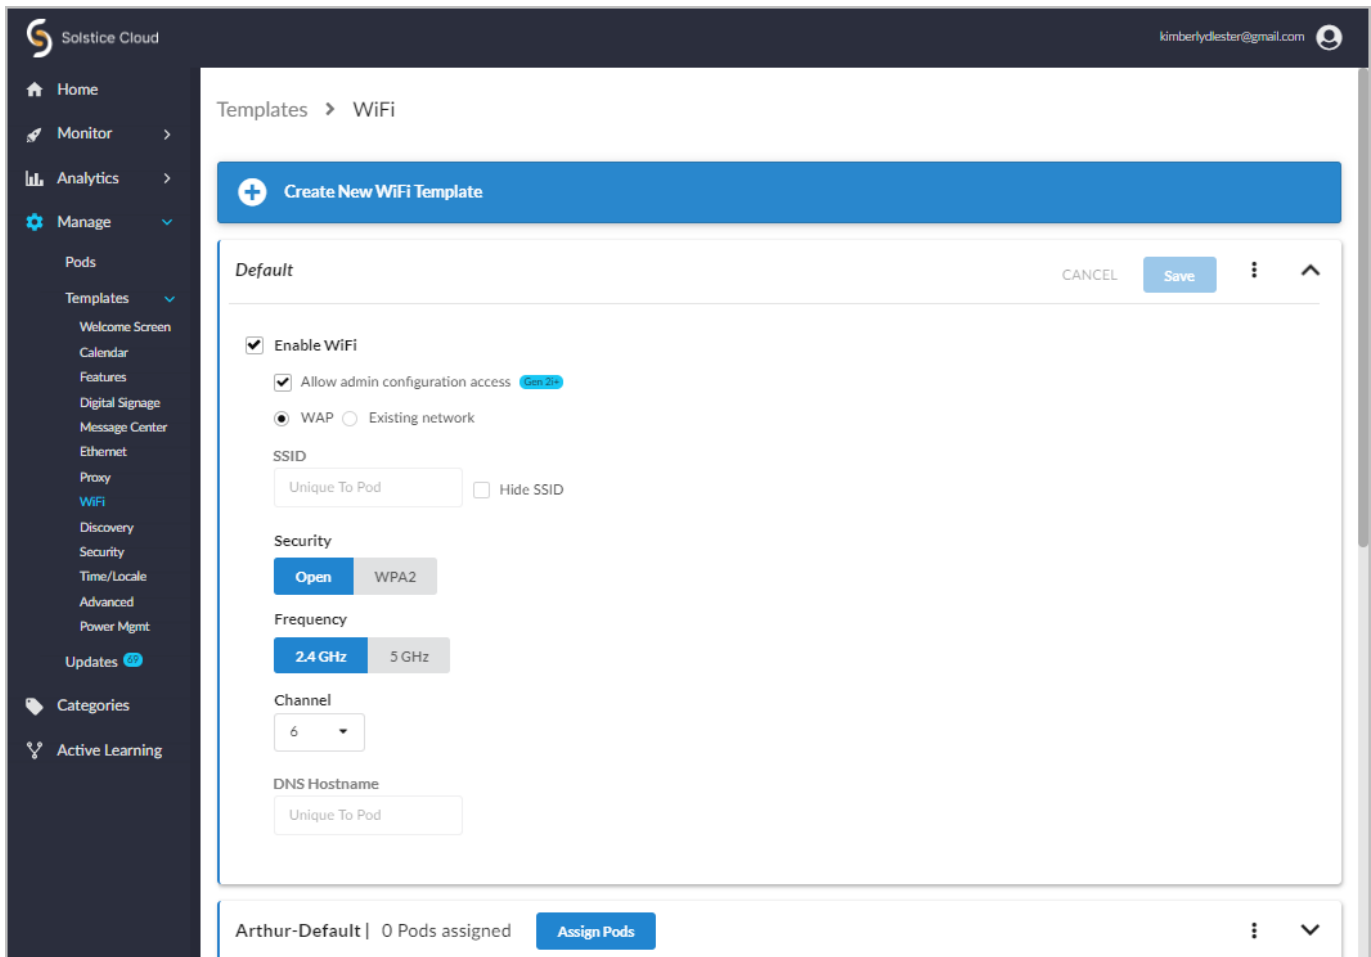 Solstice Cloud
kimberlydlester@gmail.com
Home
Monitor
Analytics
Manage
Pods
Templates
Welcome Screen
Calendar
Features
Digital Signage
Message Center
Ethernet
Proxy
WiFi
Discovery
Security
Time/Locale
Advanced
Power Mgmt
Updates 69
Categories
Active Learning
Templates > WiFi
Create New WiFi Template
Default
CANCEL Save
Enable WiFi
Allow admin configuration access Gen 2i+
WAP Existing network
SSID
Unique To Pod Hide SSID
Security
Open WPA2
Frequency
2.4 GHz 5 GHz
Channel
6
DNS Hostname
Unique To Pod
Arthur-Default | 0 Pods assigned Assign Pods